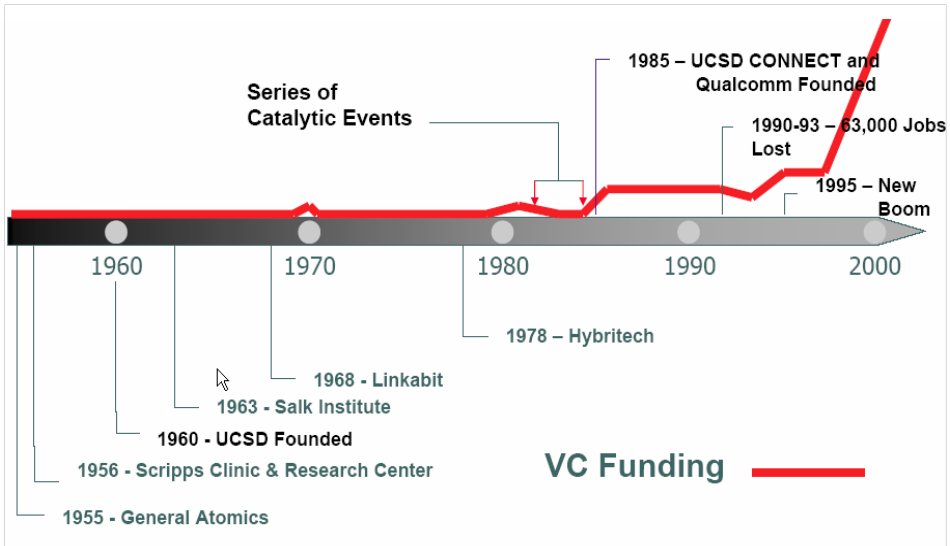 1985 – UCSD CONNECT and
Qualcomm Founded
Series of
Catalytic Events
1990-93 – 63,000 Jobs
Lost
1995 – New
Boom
1960
1970
1980
1990
2000
1978 – Hybritech
1968 - Linkabit
1963 - Salk Institute
1960 - UCSD Founded
1956 - Scripps Clinic & Research Center
VC Funding
1955 - General Atomics